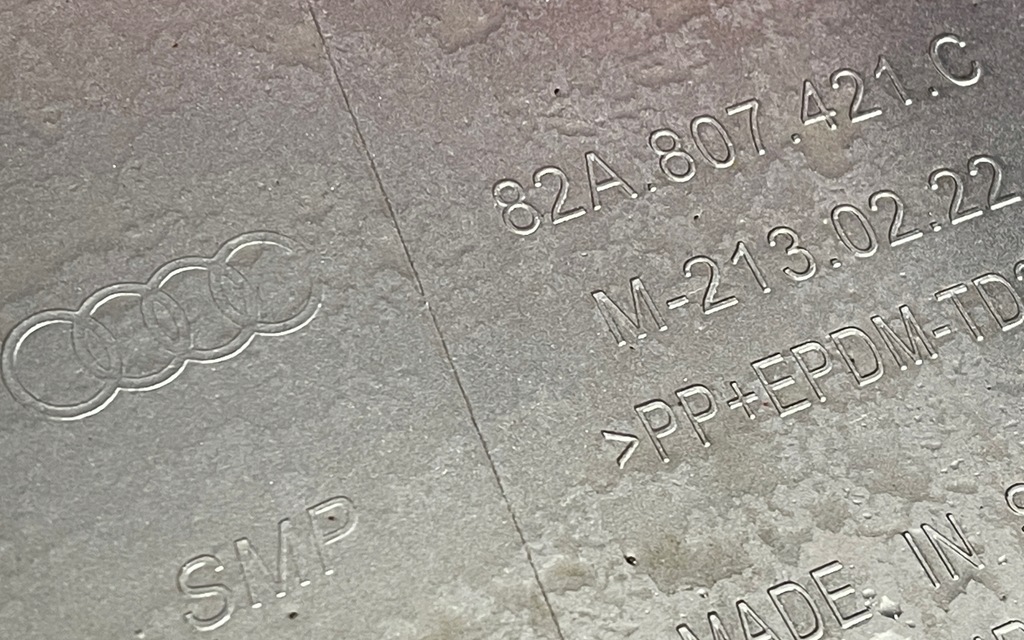 82A.807.421.C
M-213.02.22
>PP+EPDM-TD
SMP
MADE IN